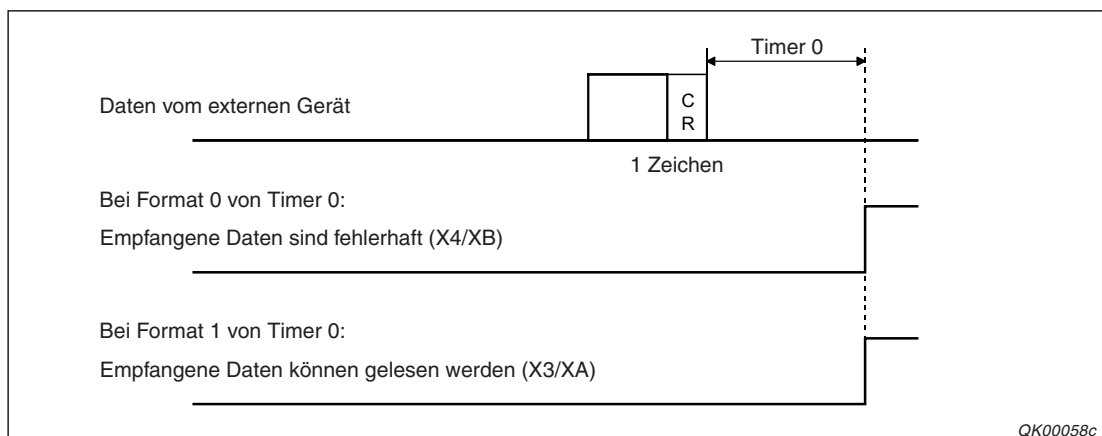 Timer 0
Daten vom externen Gerät
C
R
1 Zeichen
Bei Format 0 von Timer 0:
Empfangene Daten sind fehlerhaft (X4/XB)
Bei Format 1 von Timer 0:
Empfangene Daten können gelesen werden (X3/XA)
QK00058c